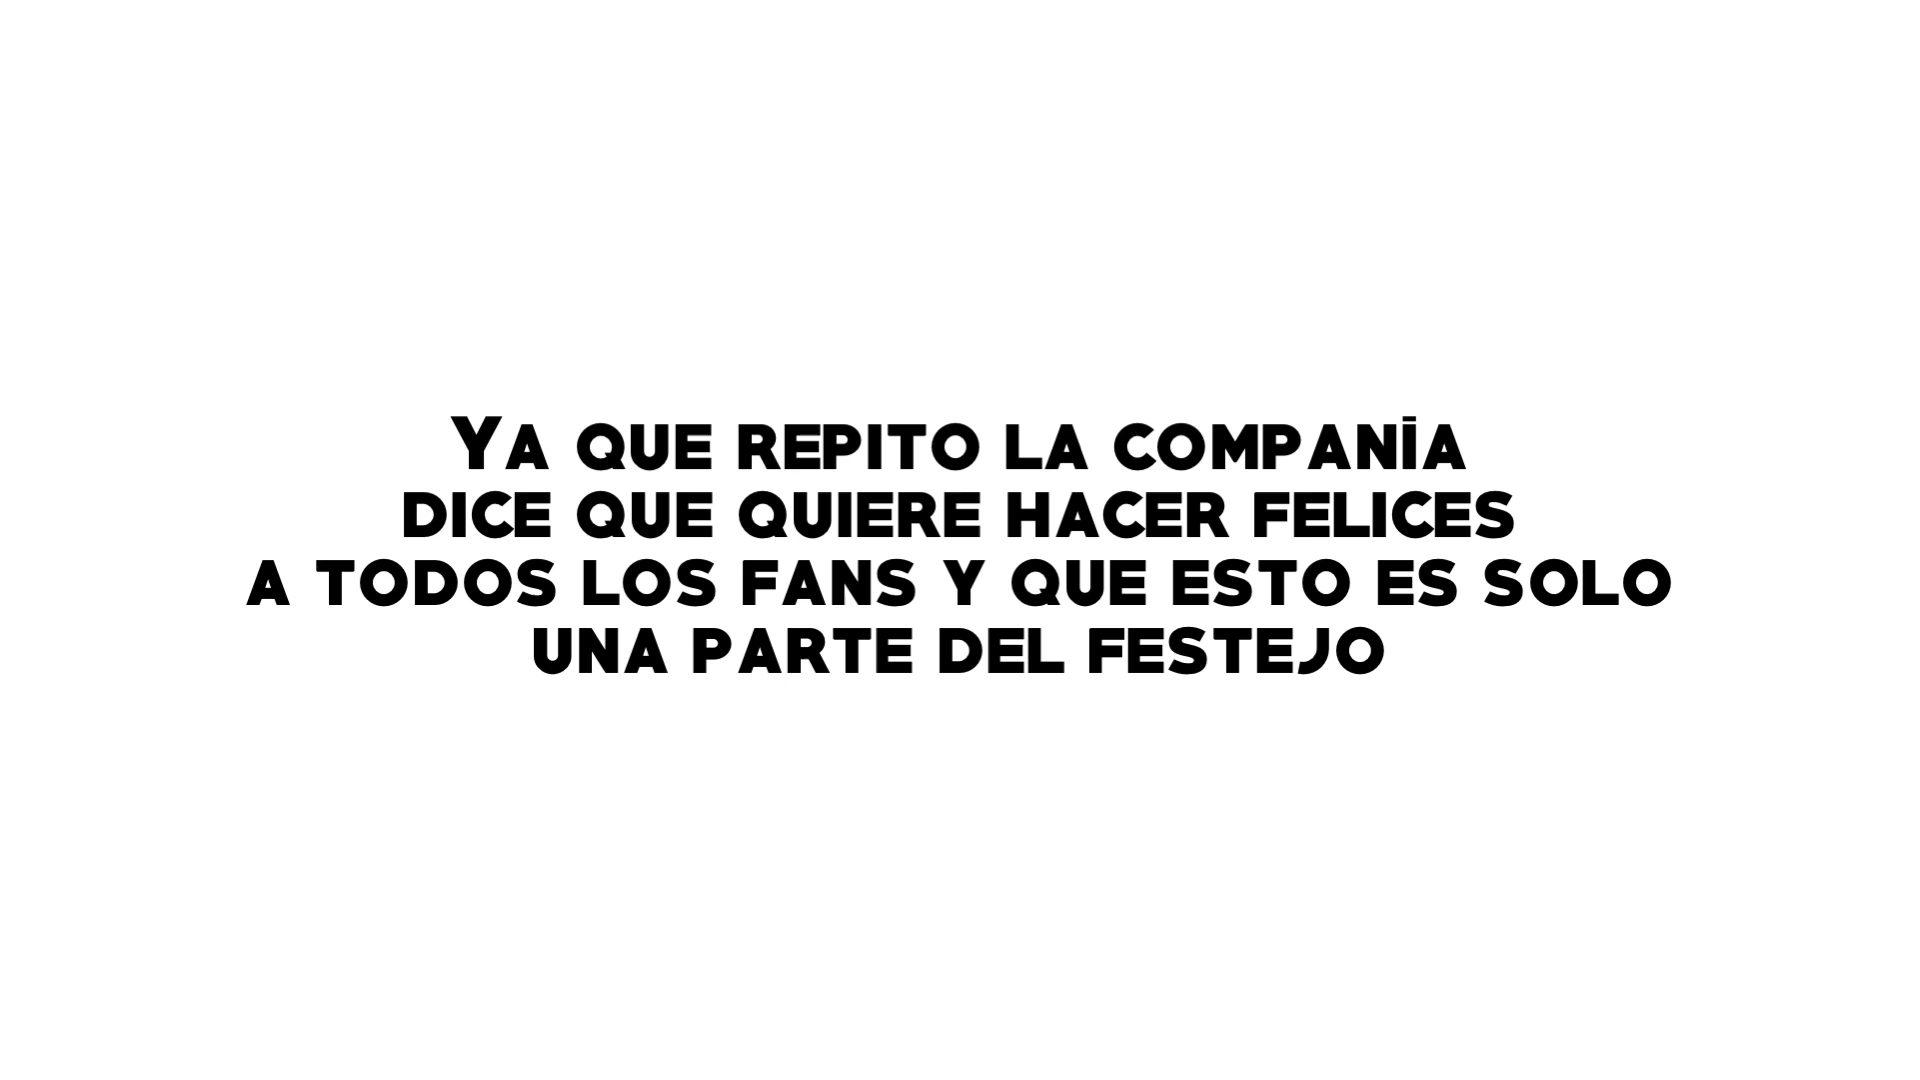 Ya que repito la companīa
dice que quiere hacer felices
a todos los fans y que esto es solo
una parte del festejo